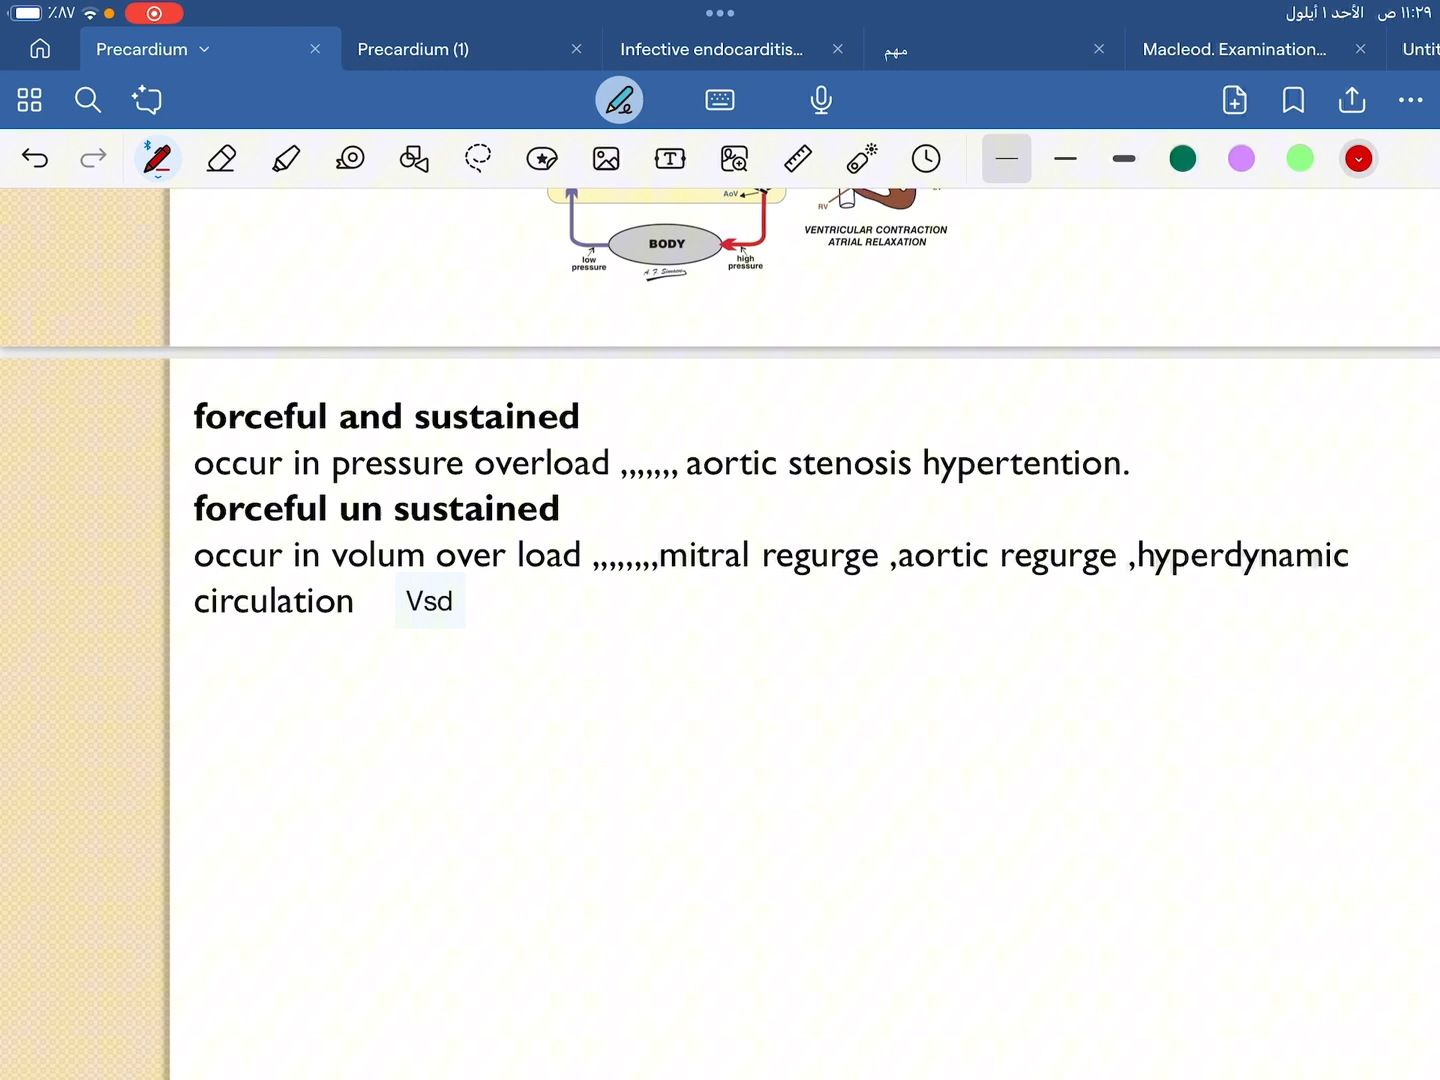 ٪٨٧
١١:٢٩ ص الأحد ١ أيلول
Precardium
Precardium (1)
Infective endocarditis...
مهم
Macleod. Examination...
Untit
AoV
RV
BODY
low
pressure
high
pressure
VENTRICULAR CONTRACTION
ATRIAL RELAXATION
forceful and sustained
occur in pressure overload ,,,,,,, aortic stenosis hypertention.
forceful un sustained
occur in volum over load ,,,,,,,,mitral regurge ,aortic regurge ,hyperdynamic
circulation Vsd